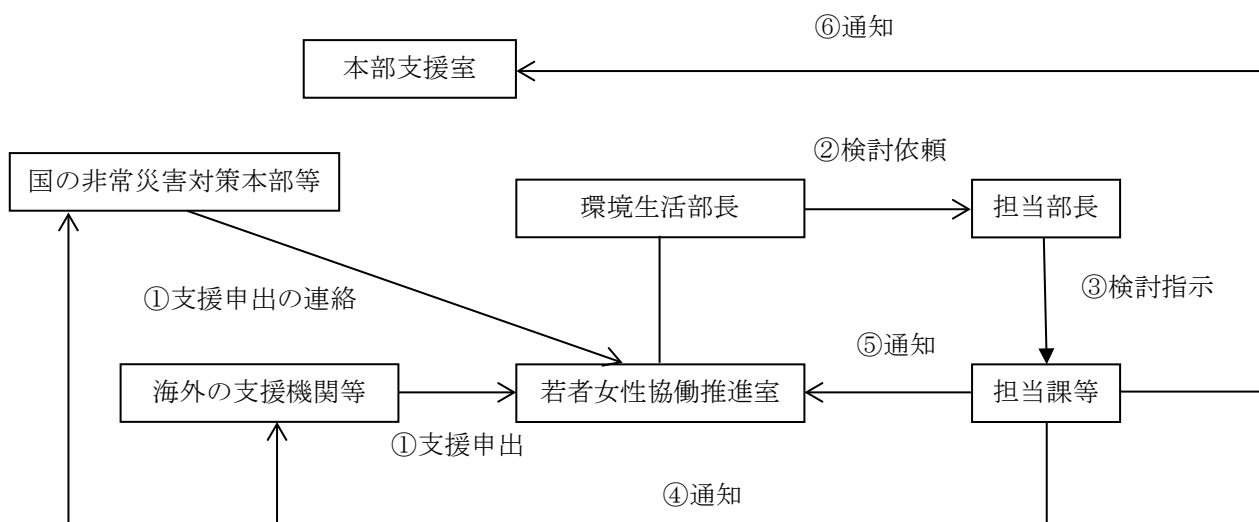 ⑥通知
本部支援室
②検討依頼
国の非常災害対策本部等
環境生活部長
担当部長
①支援申出の連絡
③検討指示
⑤通知
海外の支援機関等
若者女性協働推進室
担当課等
①支援申出
④通知